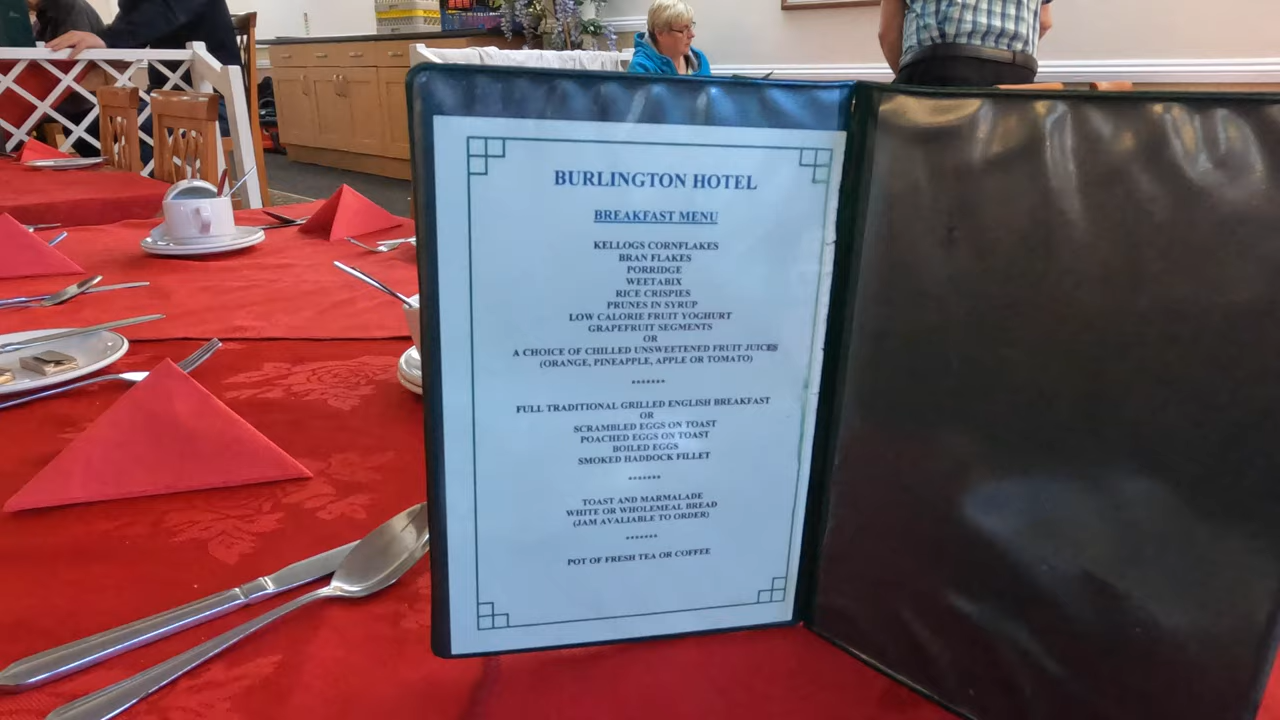 BURLINGTON HOTEL
BREAKFAST MENU
KELLOGS CORNFLAKES
BRAN FLAKES
PORRIDGE
WEETABIX
RICE CRISPIES
PRUNES IN SYRUP
LOW CALORIE FRUIT YOGHURT
GRAPEFRUIT SEGMENTS
OR
A CHOICE OF CHILLED UNSWEETENED FRUIT JUICES
(ORANGE, PINEAPPLE, APPLE OR TOMATO)
*******
FULL TRADITIONAL GRILLED ENGLISH BREAKFAST
OR
SCRAMBLED EGGS ON TOAST
POACHED EGGS ON TOAST
BOILED EGGS
SMOKED HADDOCK FILLET
*******
TOAST AND MARMALADE
WHITE OR WHOLEMEAL BREAD
(JAM AVALIABLE TO ORDER)
*******
POT OF FRESH TEA OR COFFEE